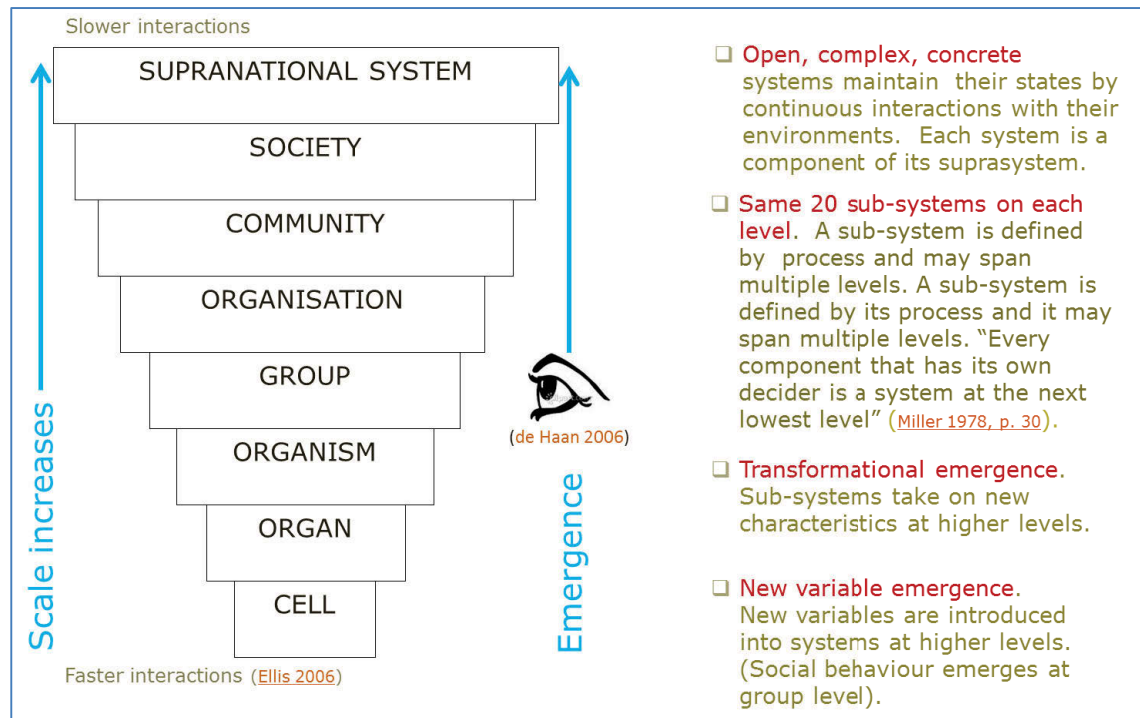 Slower interactions
SUPRANATIONAL SYSTEM
SOCIETY
COMMUNITY
ORGANISATION
GROUP
ORGANISM
ORGAN
CELL
Faster interactions (Ellis 2006)
Scale increases
Emergence
(de Haan 2006)
❑ Open, complex, concrete
systems maintain their states by
continuous interactions with their
environments. Each system is a
component of its suprasystem.
❑ Same 20 sub-systems on each
level. A sub-system is defined
by process and may span
multiple levels. A sub-system is
defined by its process and it may
span multiple levels. “Every
component that has its own
decider is a system at the next
lowest level” (Miller 1978, p. 30).
❑ Transformational emergence.
Sub-systems take on new
characteristics at higher levels.
❑ New variable emergence.
New variables are introduced
into systems at higher levels.
(Social behaviour emerges at
group level).